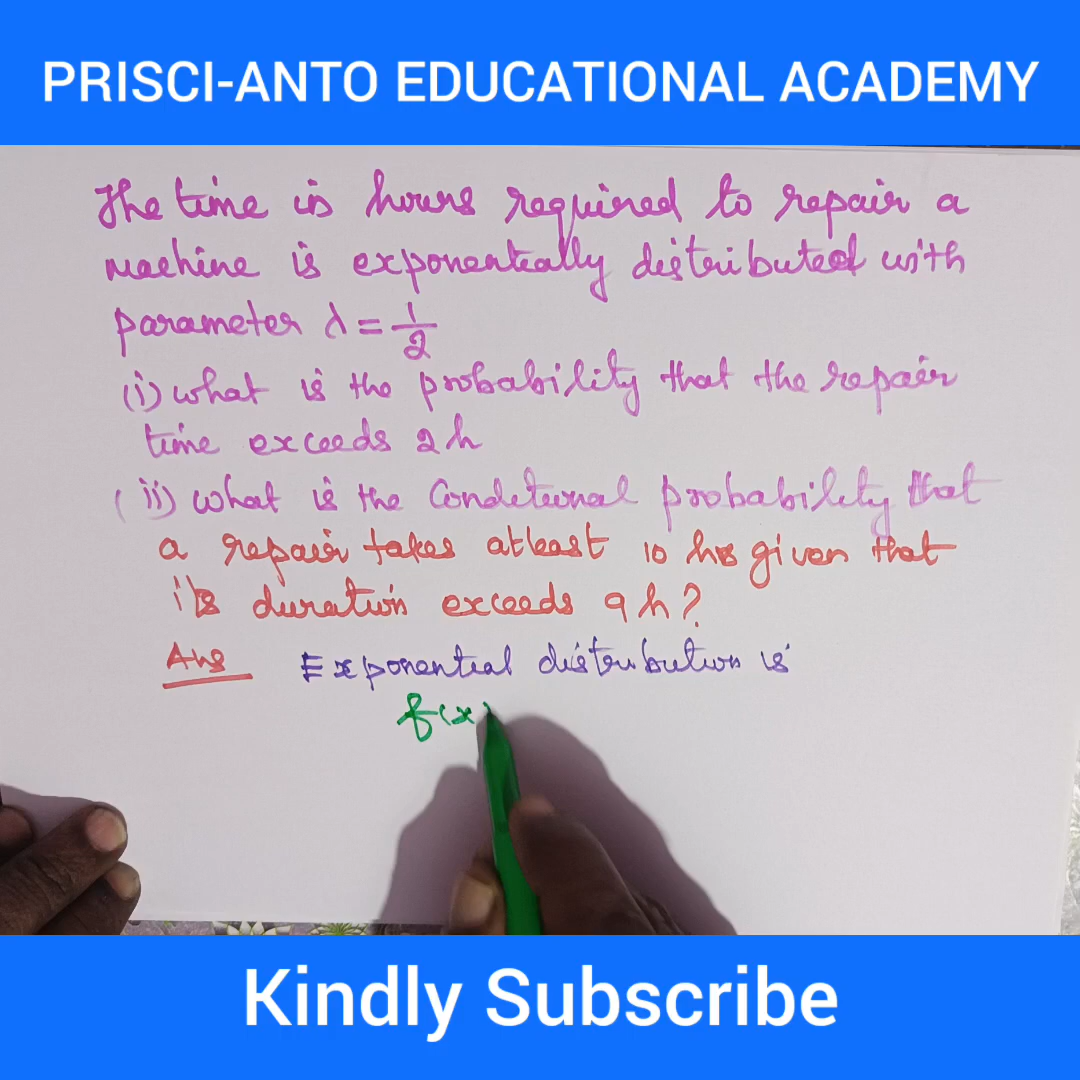 PRISCI-ANTO EDUCATIONAL ACADEMY
The time is hours required to repair a
machine is exponentially distributed with
parameter λ = 1/2
(i) what is the probability that the repair
time exceeds 2h
(ii) what is the Conditional probability that
a repair takes atleast 10 hrs given that
its duration exceeds 9h?
Ans Exponential distribution is
f(x)
Kindly Subscribe